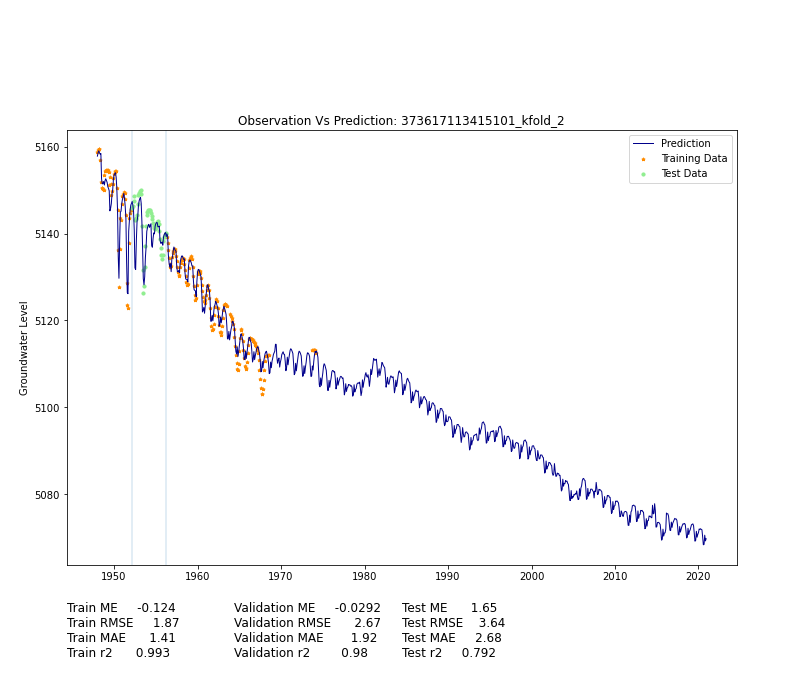 Observation Vs Prediction: 373617113415101_kfold_2
Prediction
Training Data
Test Data
Groundwater Level
5160
5140
5120
5100
5080
1950 1960 1970 1980 1990 2000 2010 2020
Train ME -0.124 Validation ME -0.0292 Test ME 1.65
Train RMSE 1.87 Validation RMSE 2.67 Test RMSE 3.64
Train MAE 1.41 Validation MAE 1.92 Test MAE 2.68
Train r2 0.993 Validation r2 0.98 Test r2 0.792